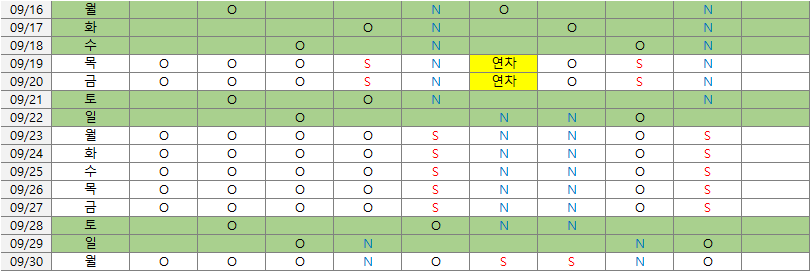 09/16 월 O N O N
09/17 화 O N O N
09/18 수 O N O N
09/19 목 O O O S N 연차 O S N
09/20 금 O O O S N 연차 O S N
09/21 토 O O N N
09/22 일 O N N O
09/23 월 O O O O S N N O S
09/24 화 O O O O S N N O S
09/25 수 O O O O S N N O S
09/26 목 O O O O S N N O S
09/27 금 O O O O S N N O S
09/28 토 O O N N
09/29 일 O N N O
09/30 월 O O O N O S S N O